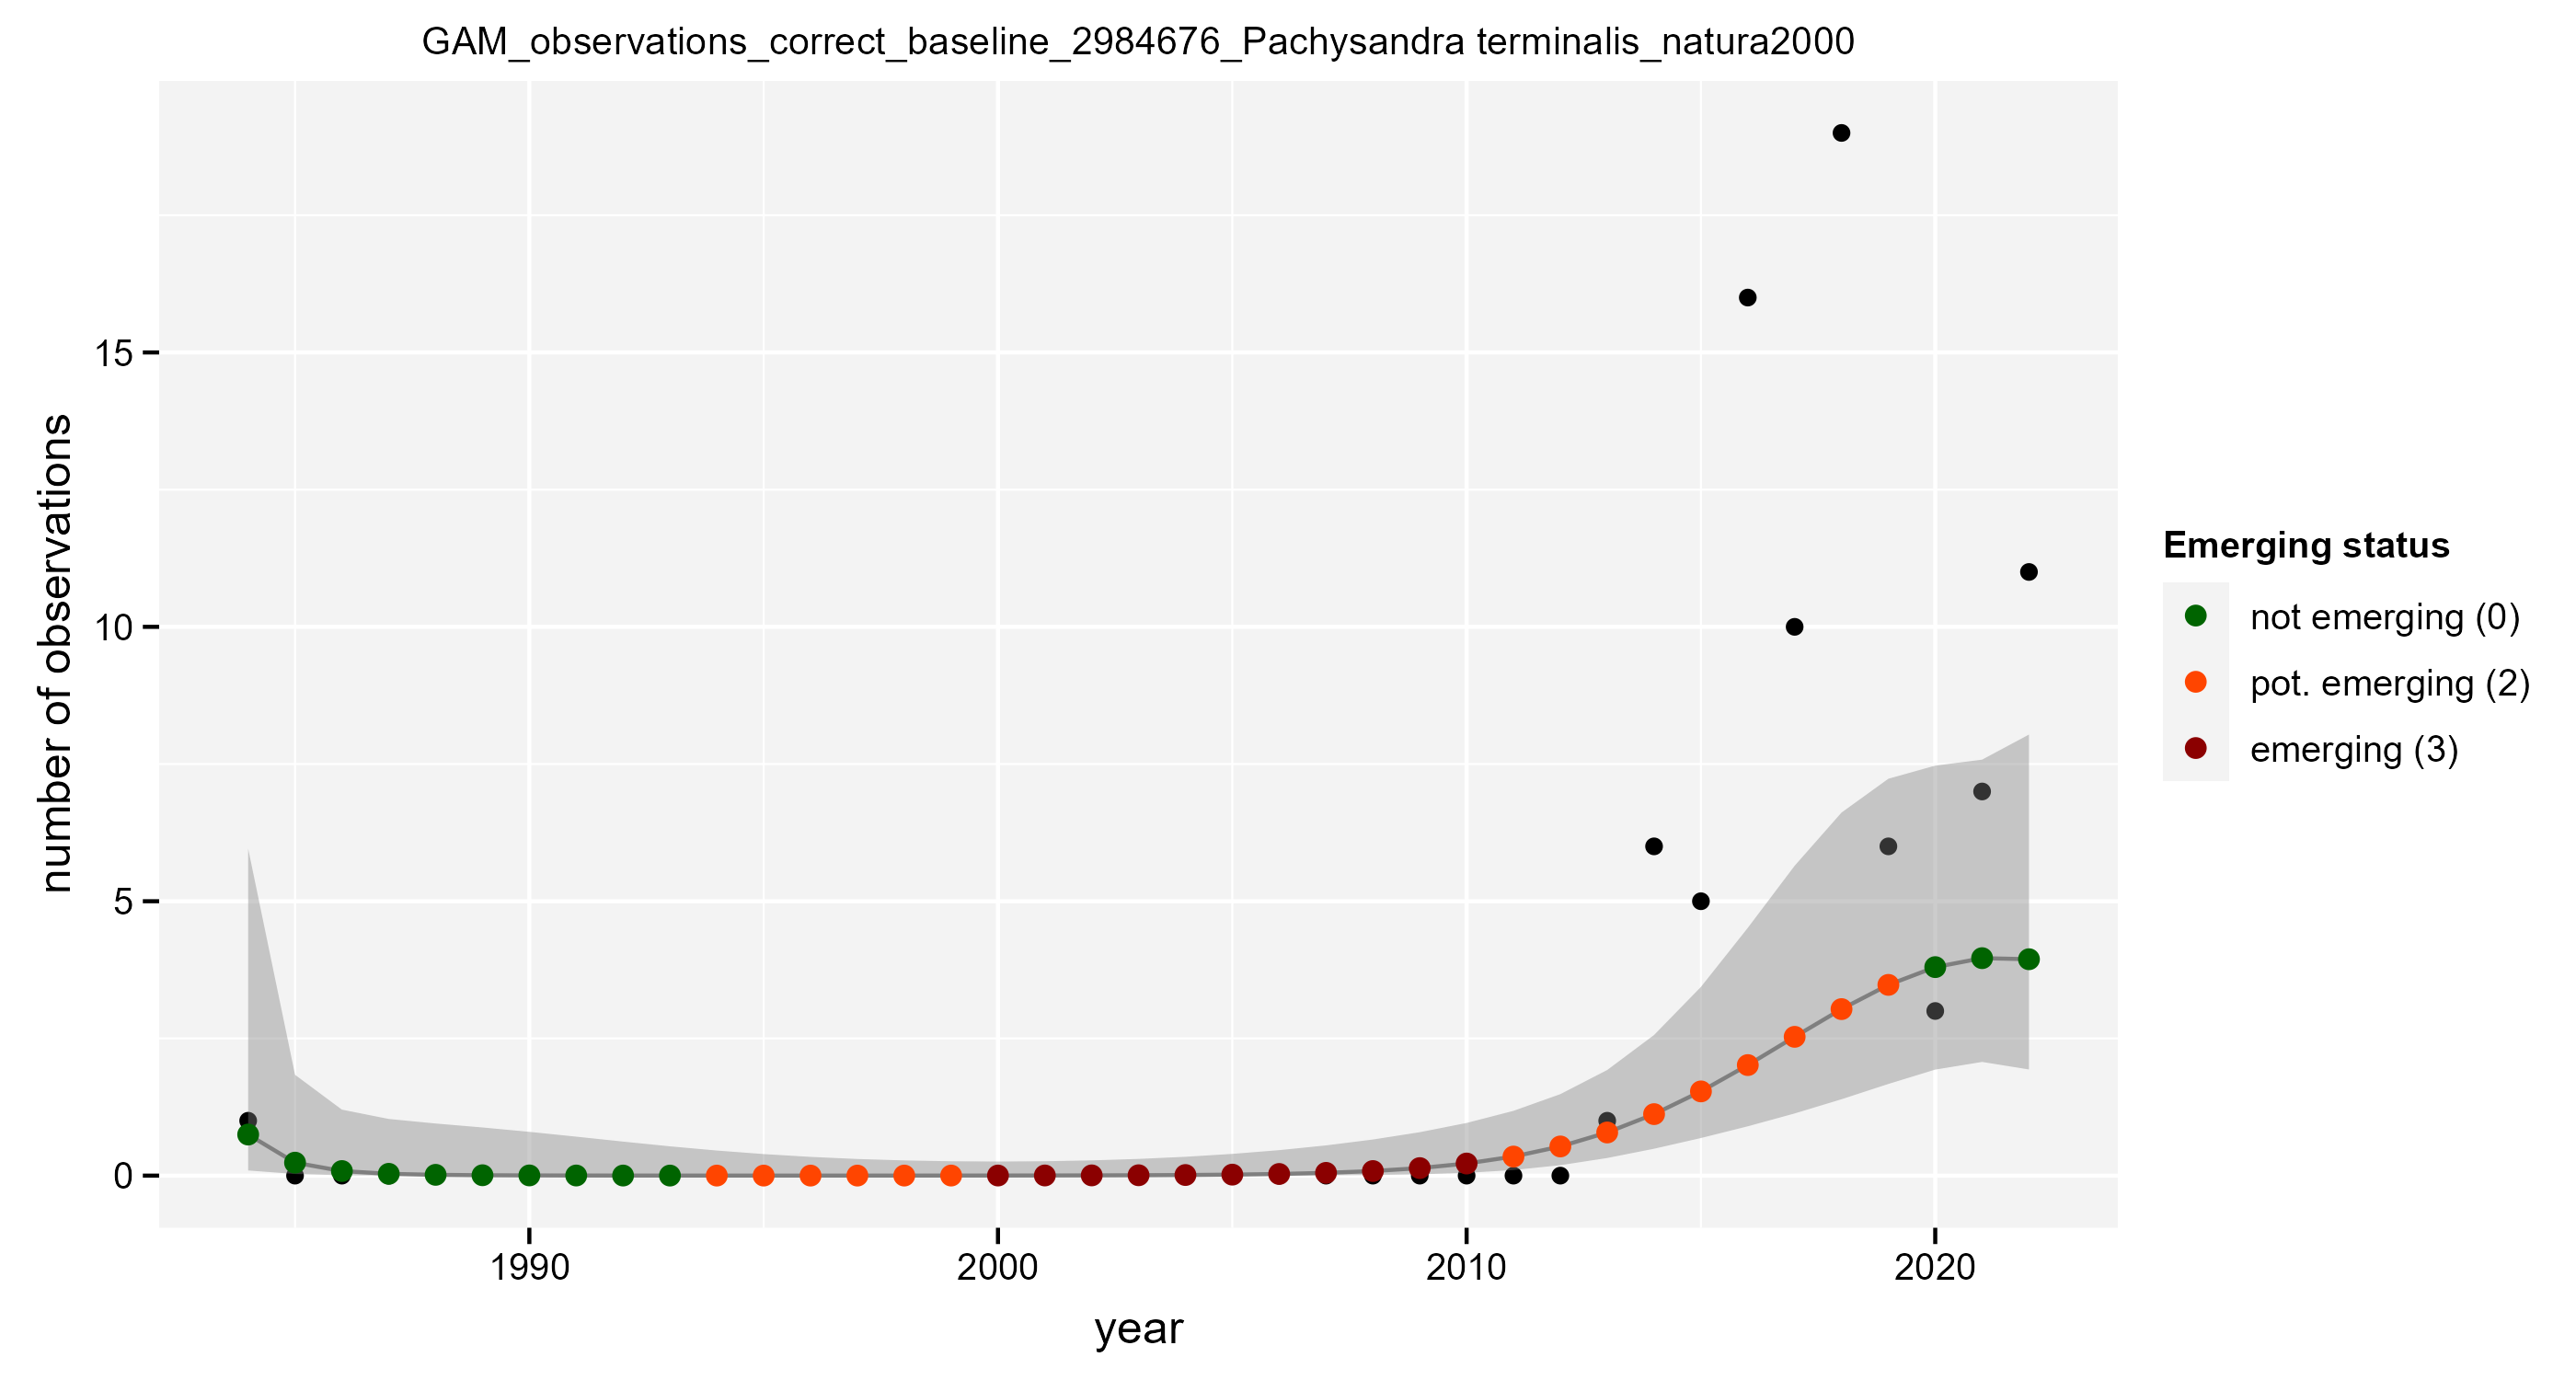 GAM_observations_correct_baseline_2984676_Pachysandra terminalis_natura2000
number of observations
15
10
5
0
1990
2000
2010
2020
year
Emerging status
not emerging (0)
pot. emerging (2)
emerging (3)